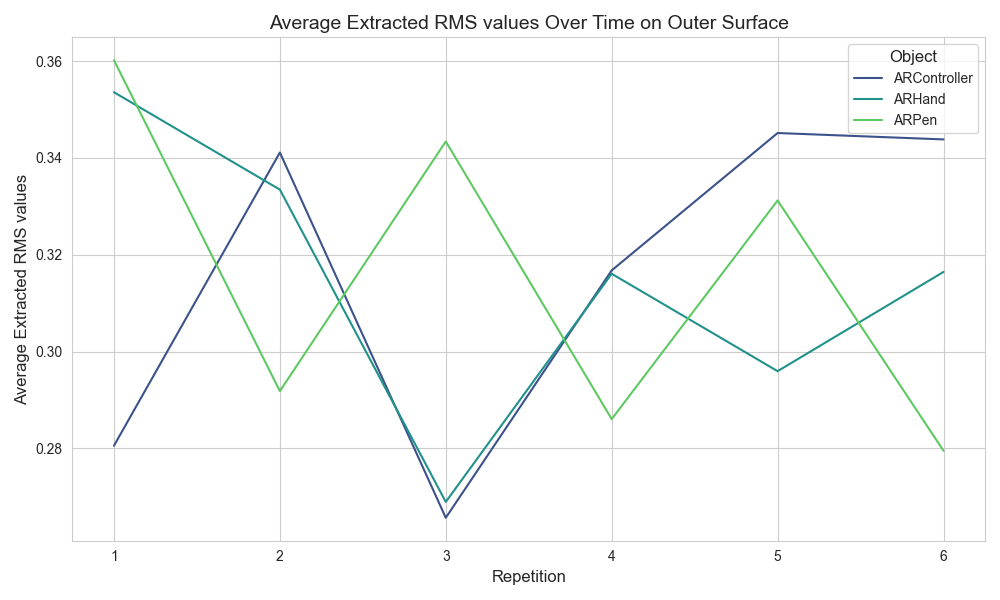 Average Extracted RMS values Over Time on Outer Surface
Average Extracted RMS values
0.36
0.34
0.32
0.30
0.28
Object
ARController
ARHand
ARPen
1 2 3 4 5 6
Repetition